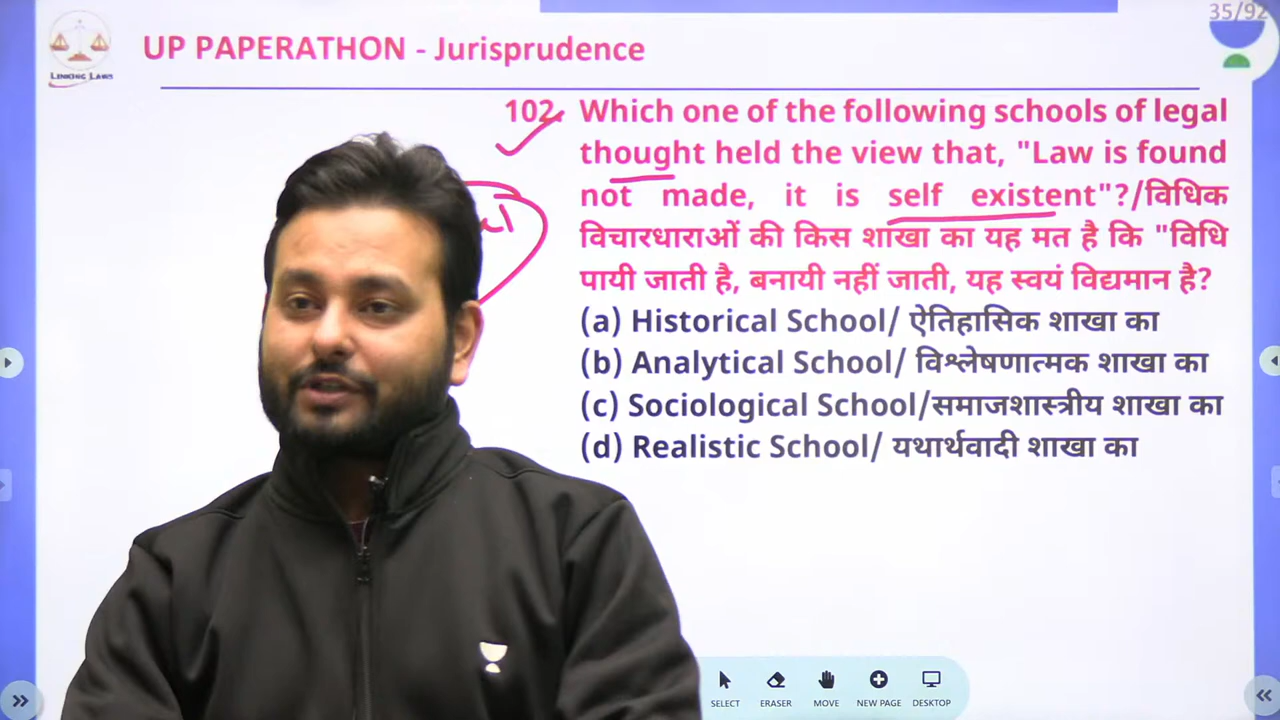 35/92
LINKING LAWS
UP PAPERATHON - Jurisprudence
102. Which one of the following schools of legal
thought held the view that, "Law is found
not made, it is self existent"?/विधिक
विचारधाराओं की किस शाखा का यह मत है कि "विधि
पायी जाती है, बनायी नहीं जाती, यह स्वयं विद्यमान है?
(a) Historical School/ ऐतिहासिक शाखा का
(b) Analytical School/ विश्लेषणात्मक शाखा का
(c) Sociological School/समाजशास्त्रीय शाखा का
(d) Realistic School/ यथार्थवादी शाखा का
SELECT ERASER MOVE NEW PAGE DESKTOP